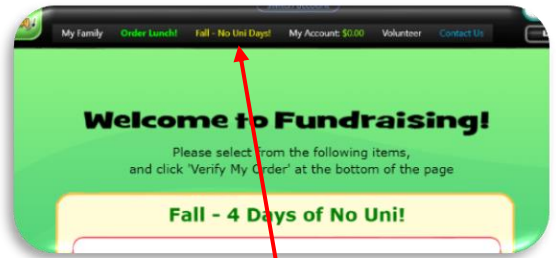 My Family Order Lunch! Fall - No Uni Days! My Account: $0.00 Volunteer Contact Us
Welcome to Fundraising!
Please select from the following items,
and click 'Verify My Order' at the bottom of the page
Fall - 4 Days of No Uni!